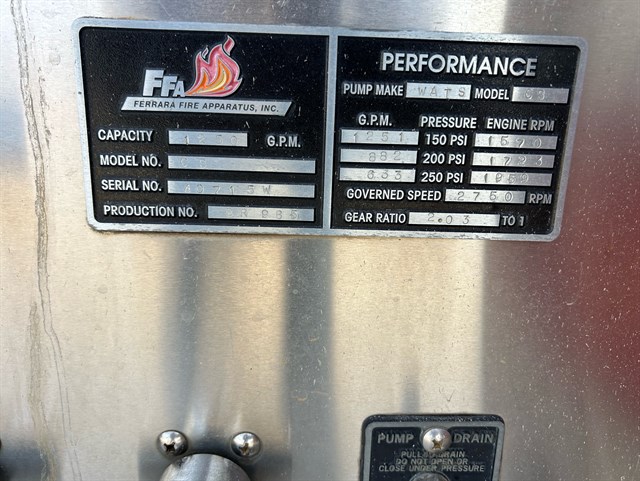 FFA
FERRARA FIRE APPARATUS, INC.
CAPACITY G.P.M.
MODEL NO.
SERIAL NO.
PRODUCTION NO.
PERFORMANCE
PUMP MAKE WATS MODEL
G.P.M. PRESSURE ENGINE RPM
1251 150 PSI 1570
882 200 PSI
633 250 PSI
GOVERNED SPEED 2750 RPM
GEAR RATIO 2.03 TO 1
PUMP DRAIN
PULL DRAIN
DO NOT OPEN OR
CLOSE UNDER PRESSURE